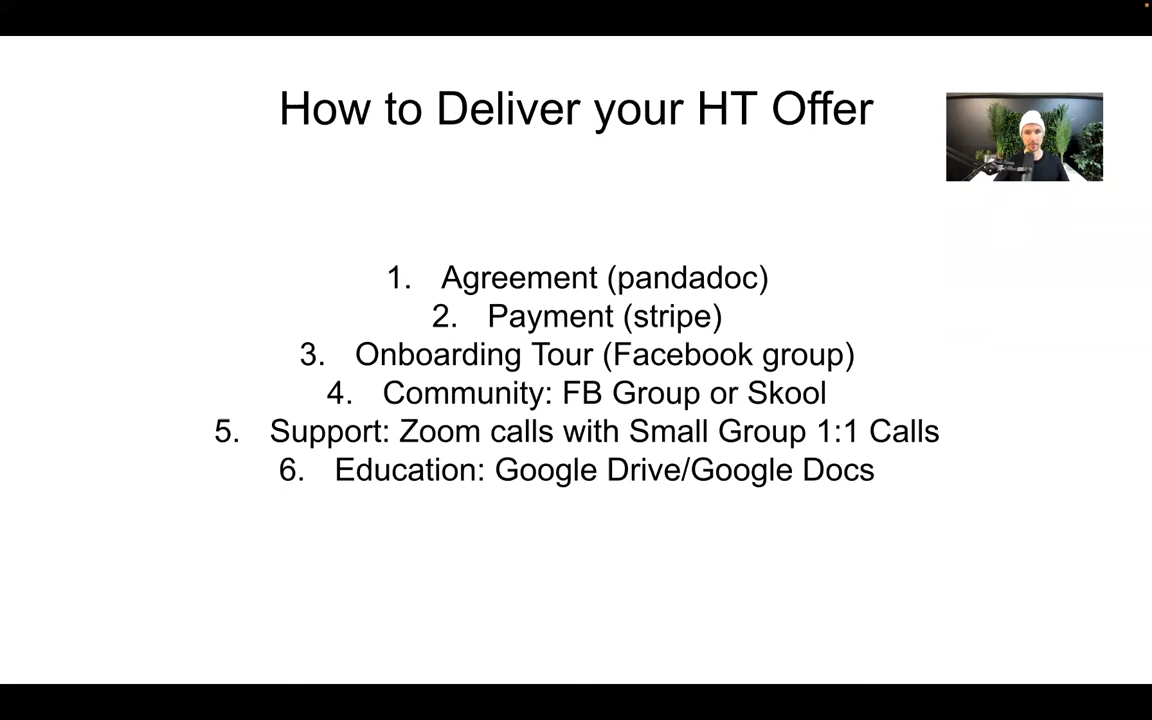 How to Deliver your HT Offer
1. Agreement (pandadoc)
2. Payment (stripe)
3. Onboarding Tour (Facebook group)
4. Community: FB Group or Skool
5. Support: Zoom calls with Small Group 1:1 Calls
6. Education: Google Drive/Google Docs